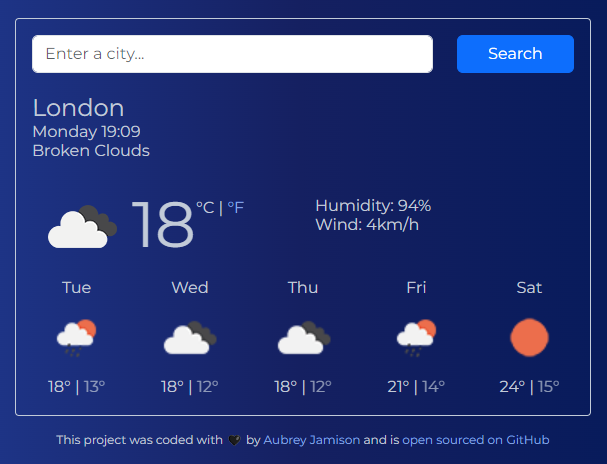 Enter a city...
Search
London
Monday 19:09
Broken Clouds
18 °C | °F
Humidity: 94%
Wind: 4km/h
Tue Wed Thu Fri Sat
18° | 13° 18° | 12° 18° | 12° 21° | 14° 24° | 15°
This project was coded with 🖤 by Aubrey Jamison and is open sourced on GitHub